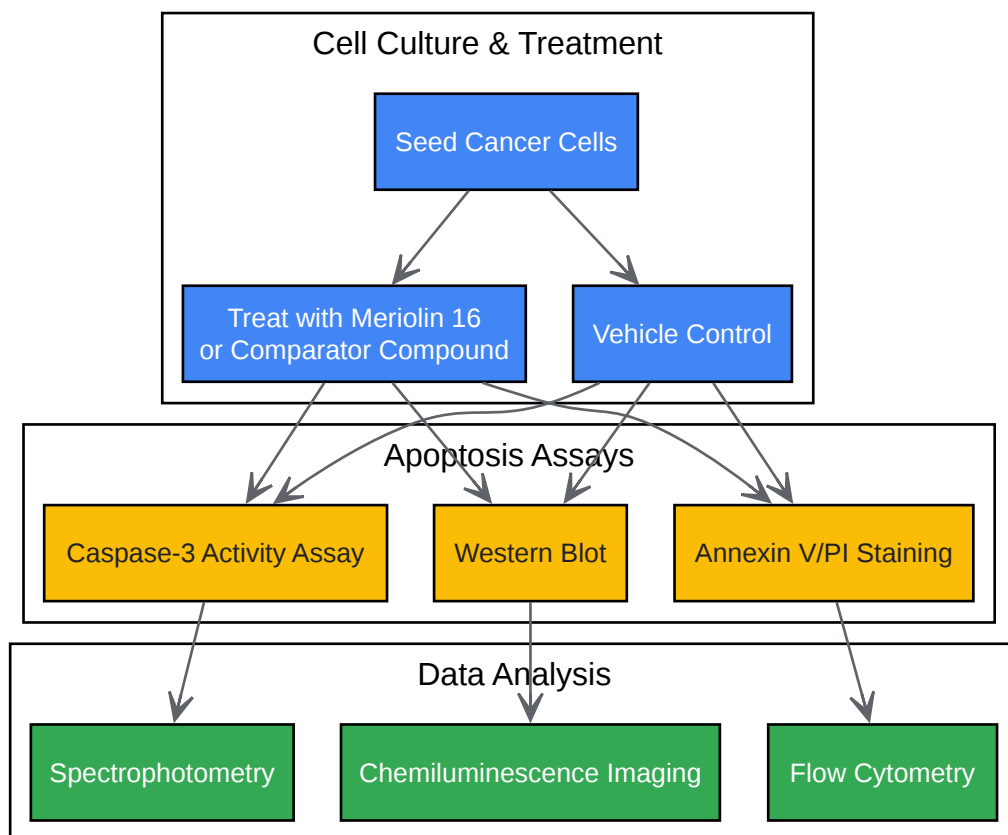 Cell Culture & Treatment
Seed Cancer Cells
Treat with Meriolin 16
or Comparator Compound
Vehicle Control
Apoptosis Assays
Caspase-3 Activity Assay
Western Blot
Annexin V/PI Staining
Data Analysis
Spectrophotometry
Chemiluminescence Imaging
Flow Cytometry